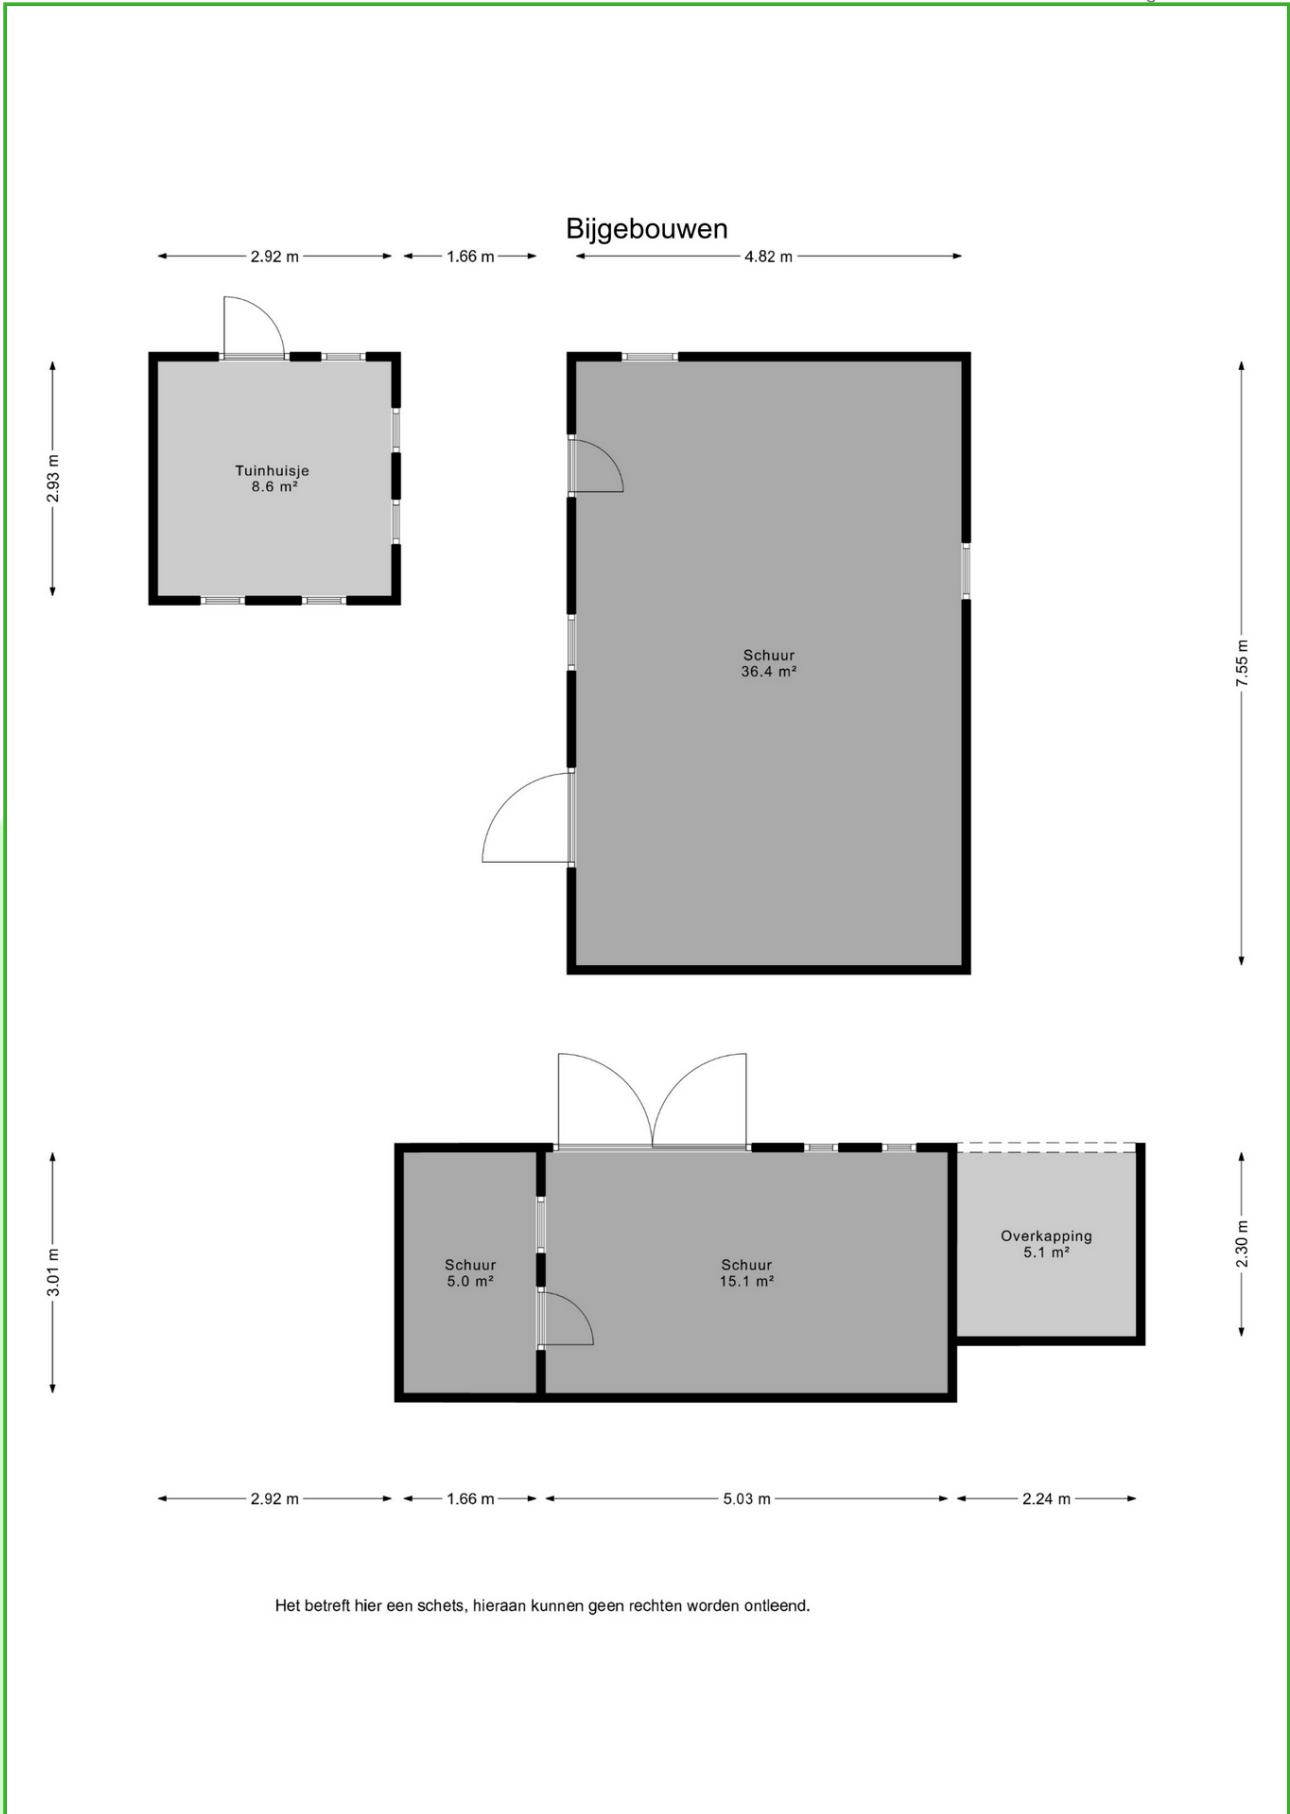 Bijgebouwen
2.92 m
1.66 m
4.82 m
2.93 m
Tuinhuisje
8.6 m²
Schuur
36.4 m²
7.55 m
3.01 m
Schuur
5.0 m²
Schuur
15.1 m²
Overkapping
5.1 m²
2.30 m
2.92 m
1.66 m
5.03 m
2.24 m
Het betreft hier een schets, hieraan kunnen geen rechten worden ontleend.